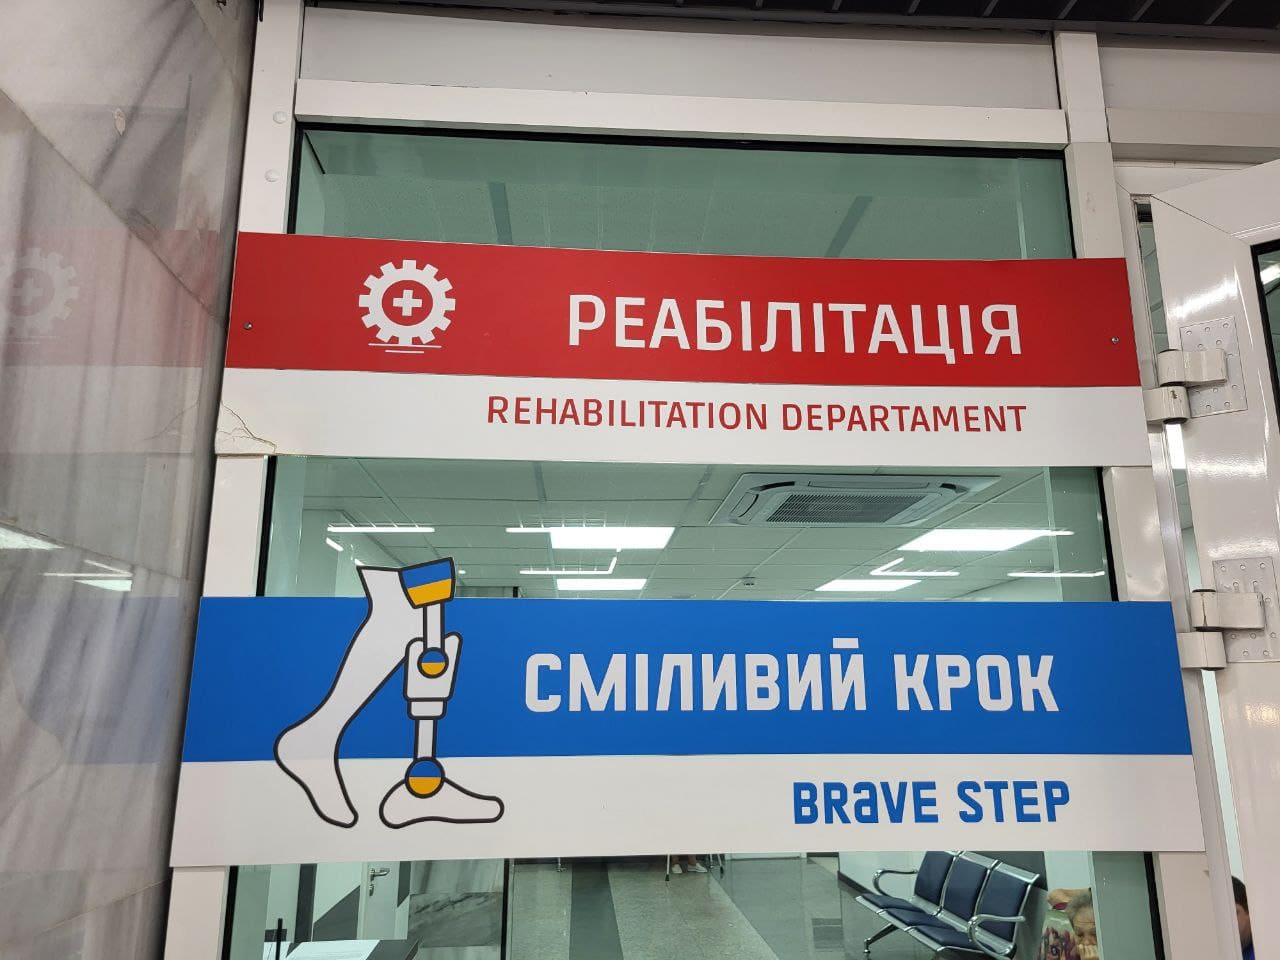 РЕАБІЛІТАЦІЯ
REHABILITATION DEPARTAMENT
СМІЛИВИЙ КРОК
BRaVE STEP